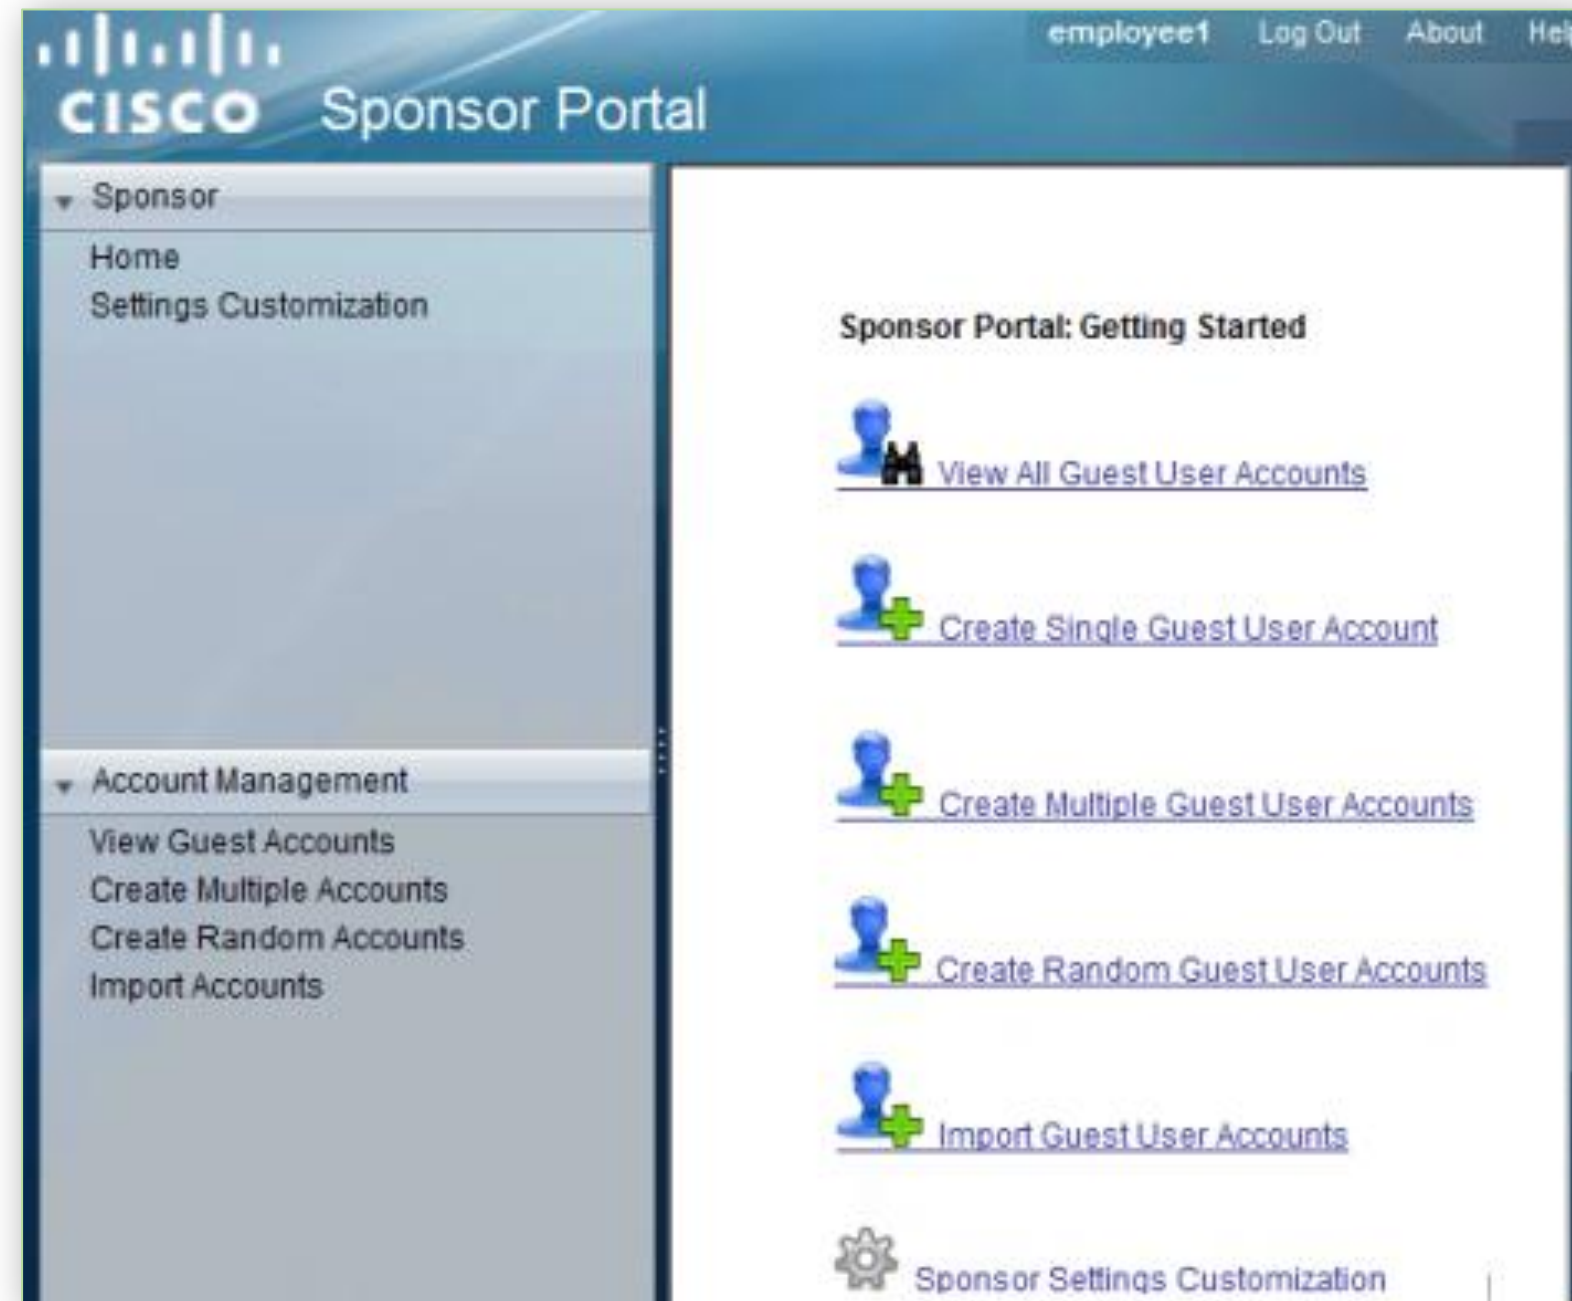 employee1 Log Out About Help
CISCO Sponsor Portal
Sponsor
Home
Settings Customization
Account Management
View Guest Accounts
Create Multiple Accounts
Create Random Accounts
Import Accounts
Sponsor Portal: Getting Started
View All Guest User Accounts
Create Single Guest User Account
Create Multiple Guest User Accounts
Create Random Guest User Accounts
Import Guest User Accounts
Sponsor Settings Customization